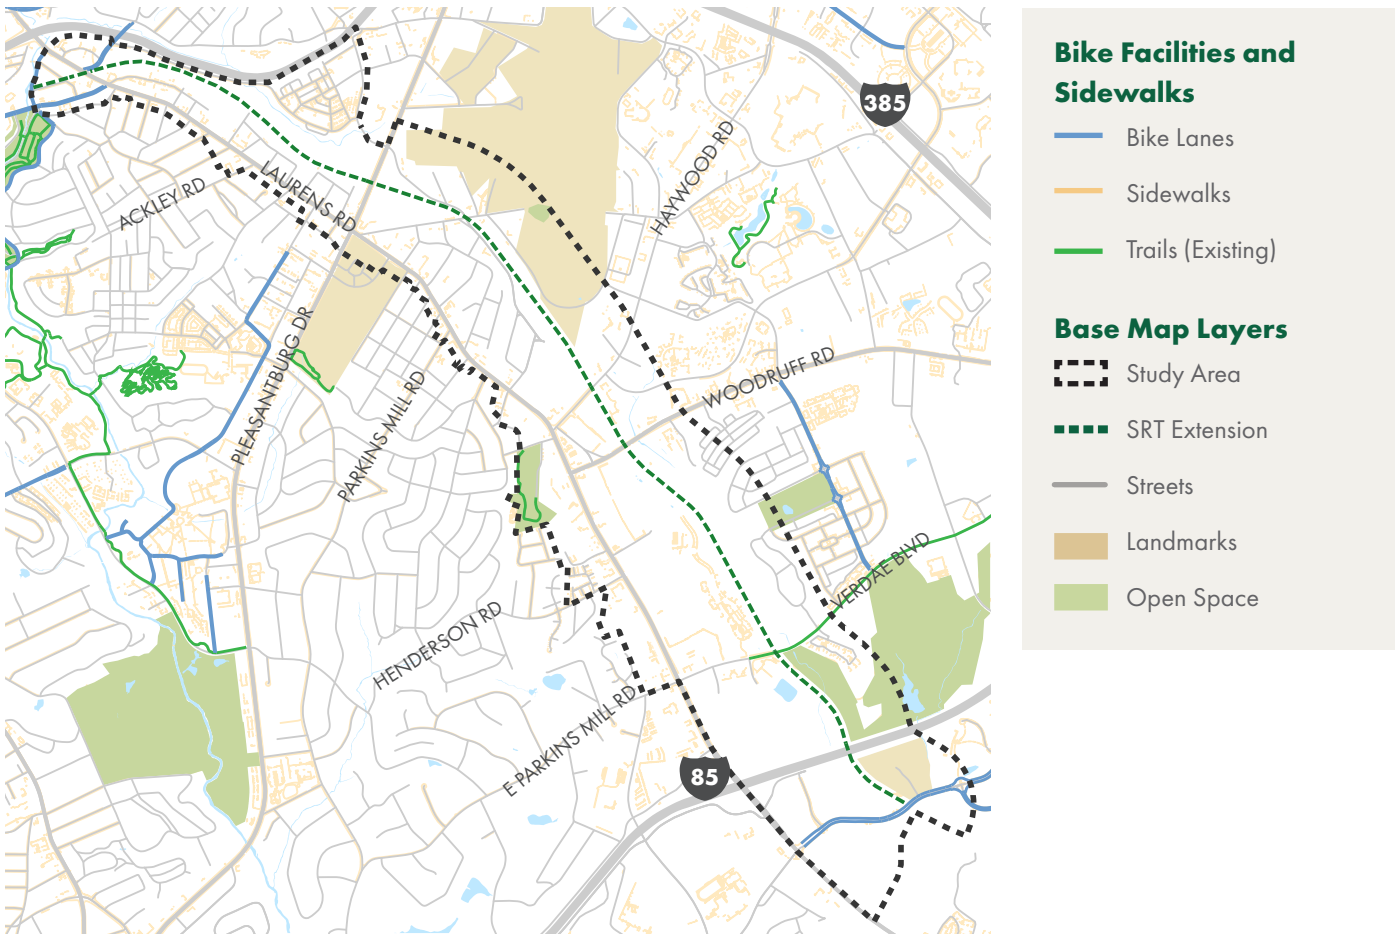 385
HAYWOOD RD
ACKLEY RD
LAURENS RD
PLEASANTBURG DR
PARKINS MILL RD
WOODRUFF RD
VERDAE BLVD
HENDERSON RD
E PARKINS MILL RD
85
Bike Facilities and
Sidewalks
Bike Lanes
Sidewalks
Trails (Existing)
Base Map Layers
Study Area
SRT Extension
Streets
Landmarks
Open Space